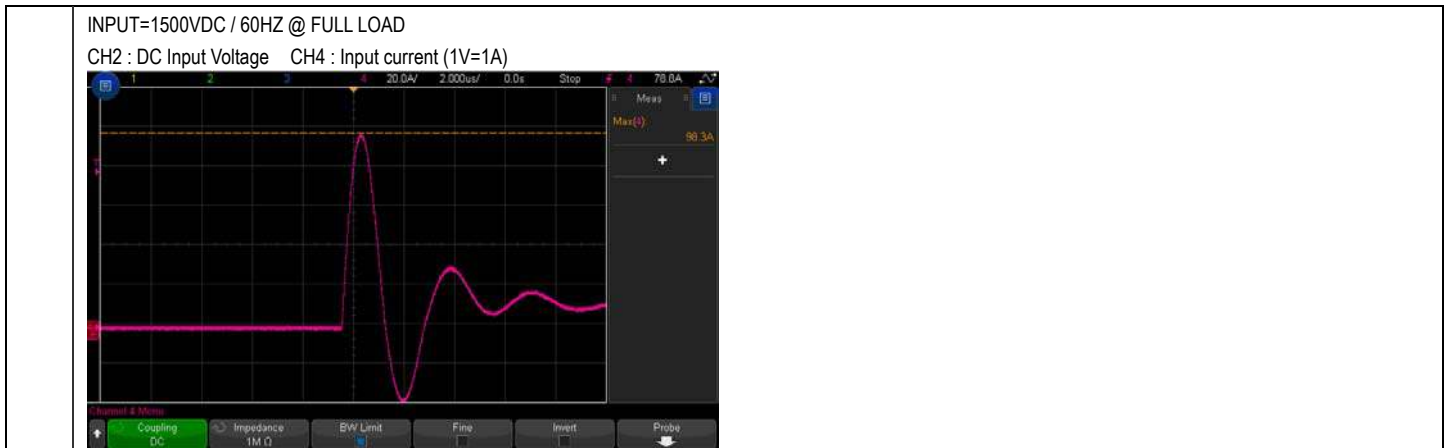 INPUT=1500VDC / 60HZ @ FULL LOAD
CH2 : DC Input Voltage CH4 : Input current (1V=1A)
1 2 3 4 20.0A/ 2.000us/ 0.0s Stop 4 78.8A
Meas
Max(4):
98.3A
Channel 4 Menu
Coupling
DC
Impedance
1M Ω
BW Limit
Fine
Invert
Probe